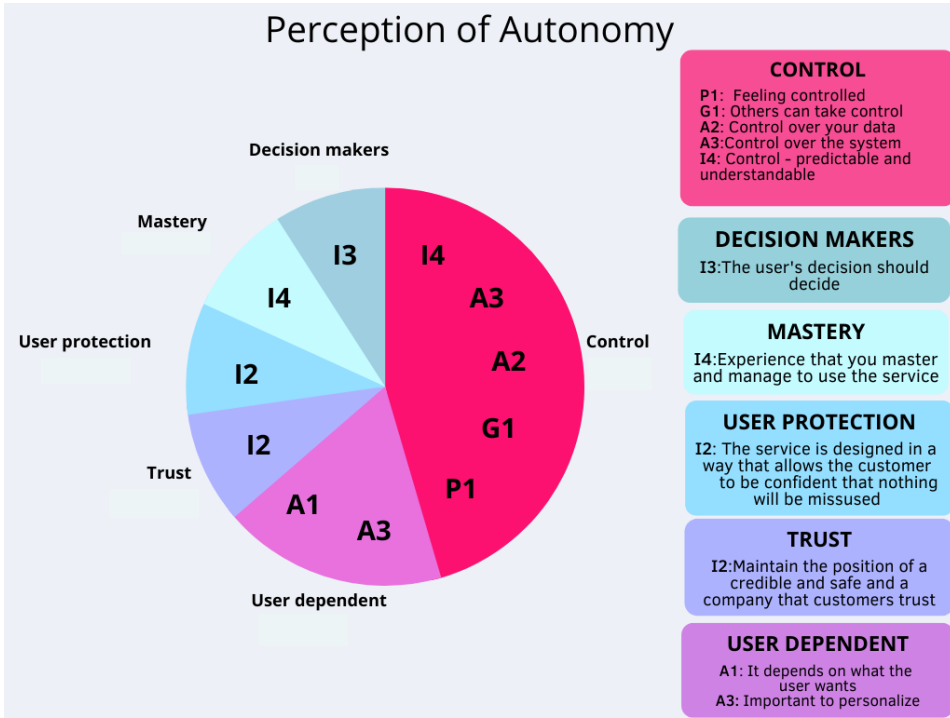 Perception of Autonomy
Decision makers
Mastery
User protection
Trust
User dependent
Control
I3
I4
I4
A3
I2
A2
G1
I2
P1
A1
A3
CONTROL
P1: Feeling controlled
G1: Others can take control
A2: Control over your data
A3:Control over the system
I4: Control - predictable and
understandable
DECISION MAKERS
I3:The user's decision should
decide
MASTERY
I4:Experience that you master
and manage to use the service
USER PROTECTION
I2: The service is designed in a
way that allows the customer
to be confident that nothing
will be missused
TRUST
I2:Maintain the position of a
credible and safe and a
company that customers trust
USER DEPENDENT
A1: It depends on what the
user wants
A3: Important to personalize